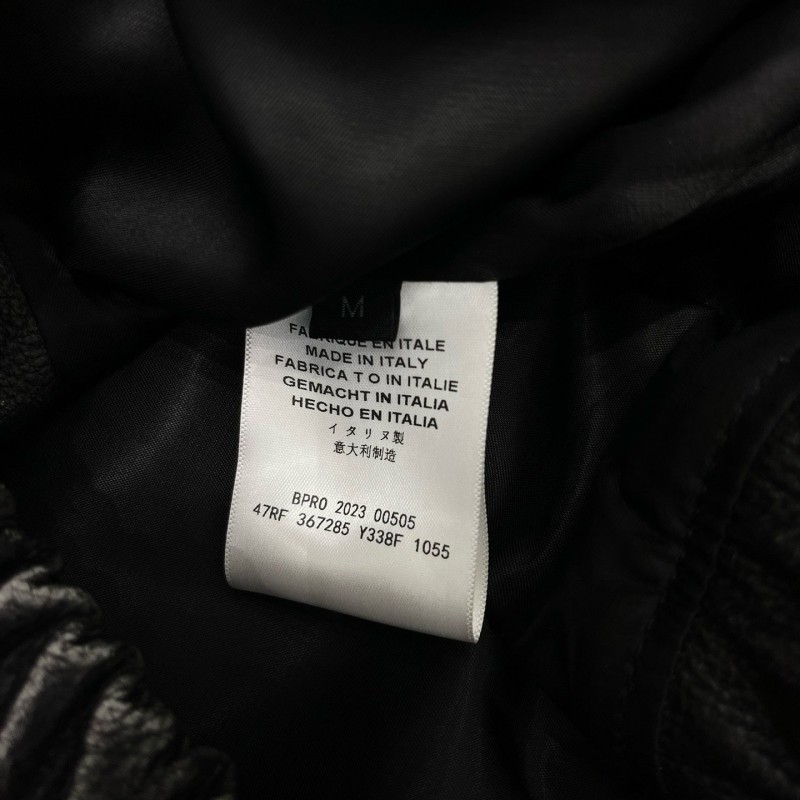 M
FABRIQUE EN ITALE
MADE IN ITALY
FABRICA T O IN ITALIE
GEMACHT IN ITALIA
HECHO EN ITALIA
イタリヌ製
意大利制造
BPRO 2023 00505
47RF 367285 Y338F 1055